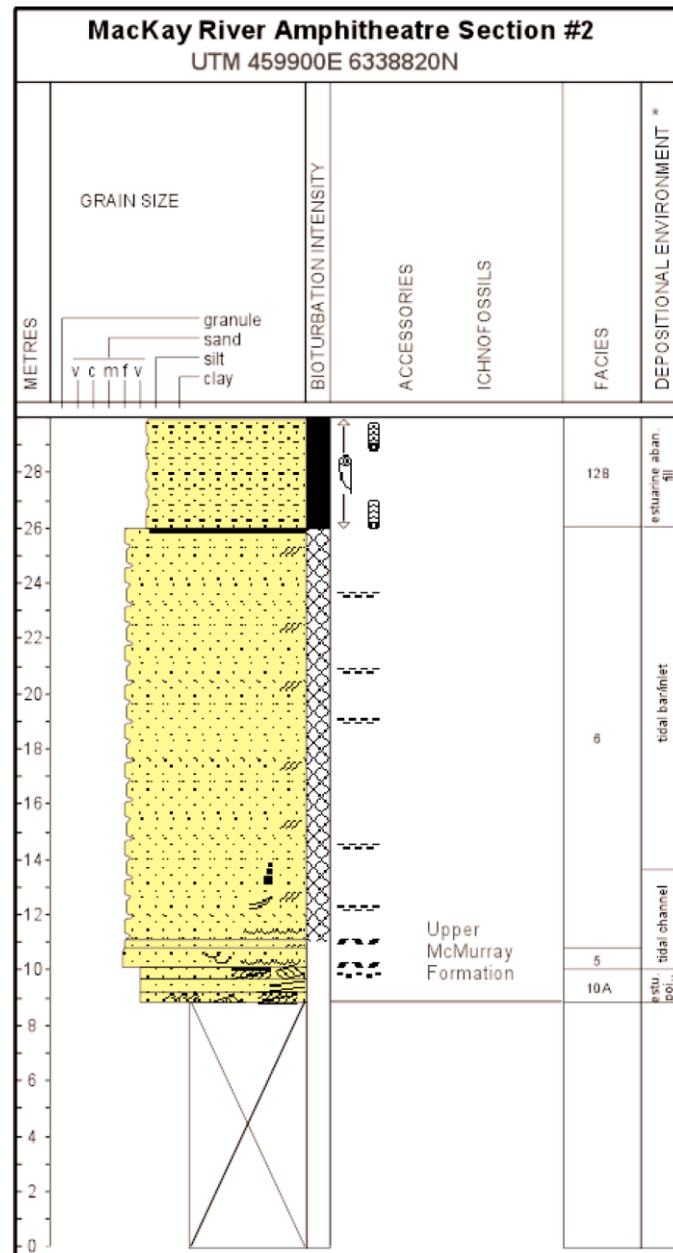 MacKay River Amphitheatre Section #2
UTM 459900E 6338820N
METRES
GRAIN SIZE
granule
sand
silt
clay
v c m f v
BIOTURBATION INTENSITY
ACCESSORIES
ICHNOFOSSILS
FACIES
DEPOSITIONAL ENVIRONMENT *
28
26
24
22
20
18
16
14
12
10
8
6
4
2
0
Upper
McMurray
Formation
12B
6
5
10A
estuarine aban.
fill
tidal bar/inlet
tidal channel
estu.